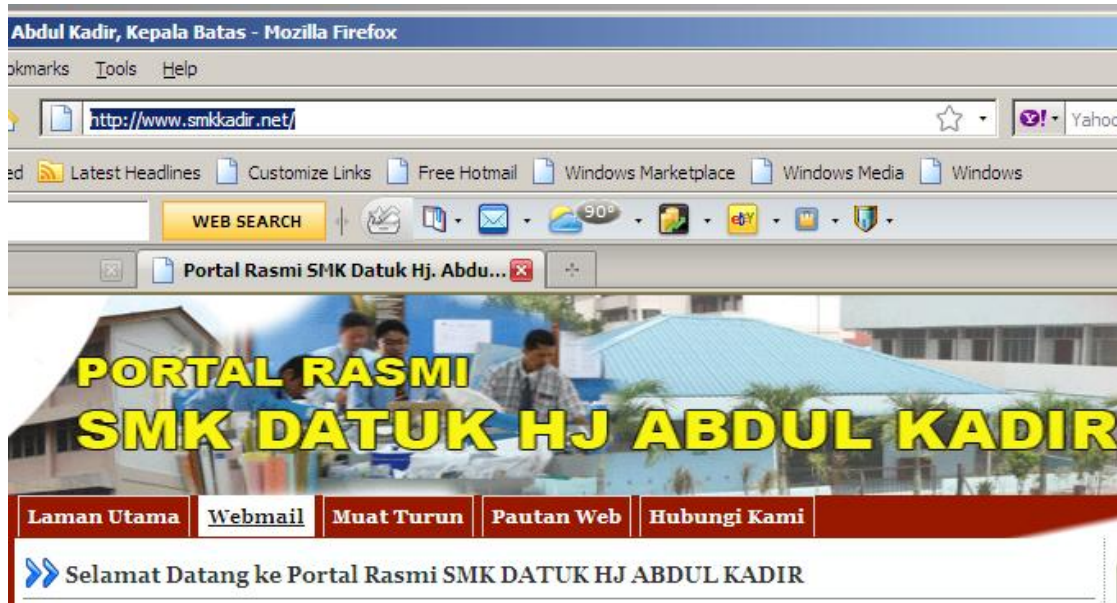 Abdul Kadir, Kepala Batas - Mozilla Firefox
okmarks Tools Help
http://www.smkkadir.net/ Y! Yahoo
ed Latest Headlines Customize Links Free Hotmail Windows Marketplace Windows Media Windows
WEB SEARCH 90° ebY
Portal Rasmi SMK Datuk Hj. Abdu...
PORTAL RASMI
SMK DATUK HJ ABDUL KADIR
Laman Utama Webmail Muat Turun Pautan Web Hubungi Kami
Selamat Datang ke Portal Rasmi SMK DATUK HJ ABDUL KADIR